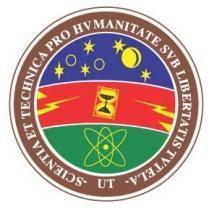 -SCIENTIA ET TECHNICA PRO HVMANITATE SVB LIBERTATIS TVTELA-
UT